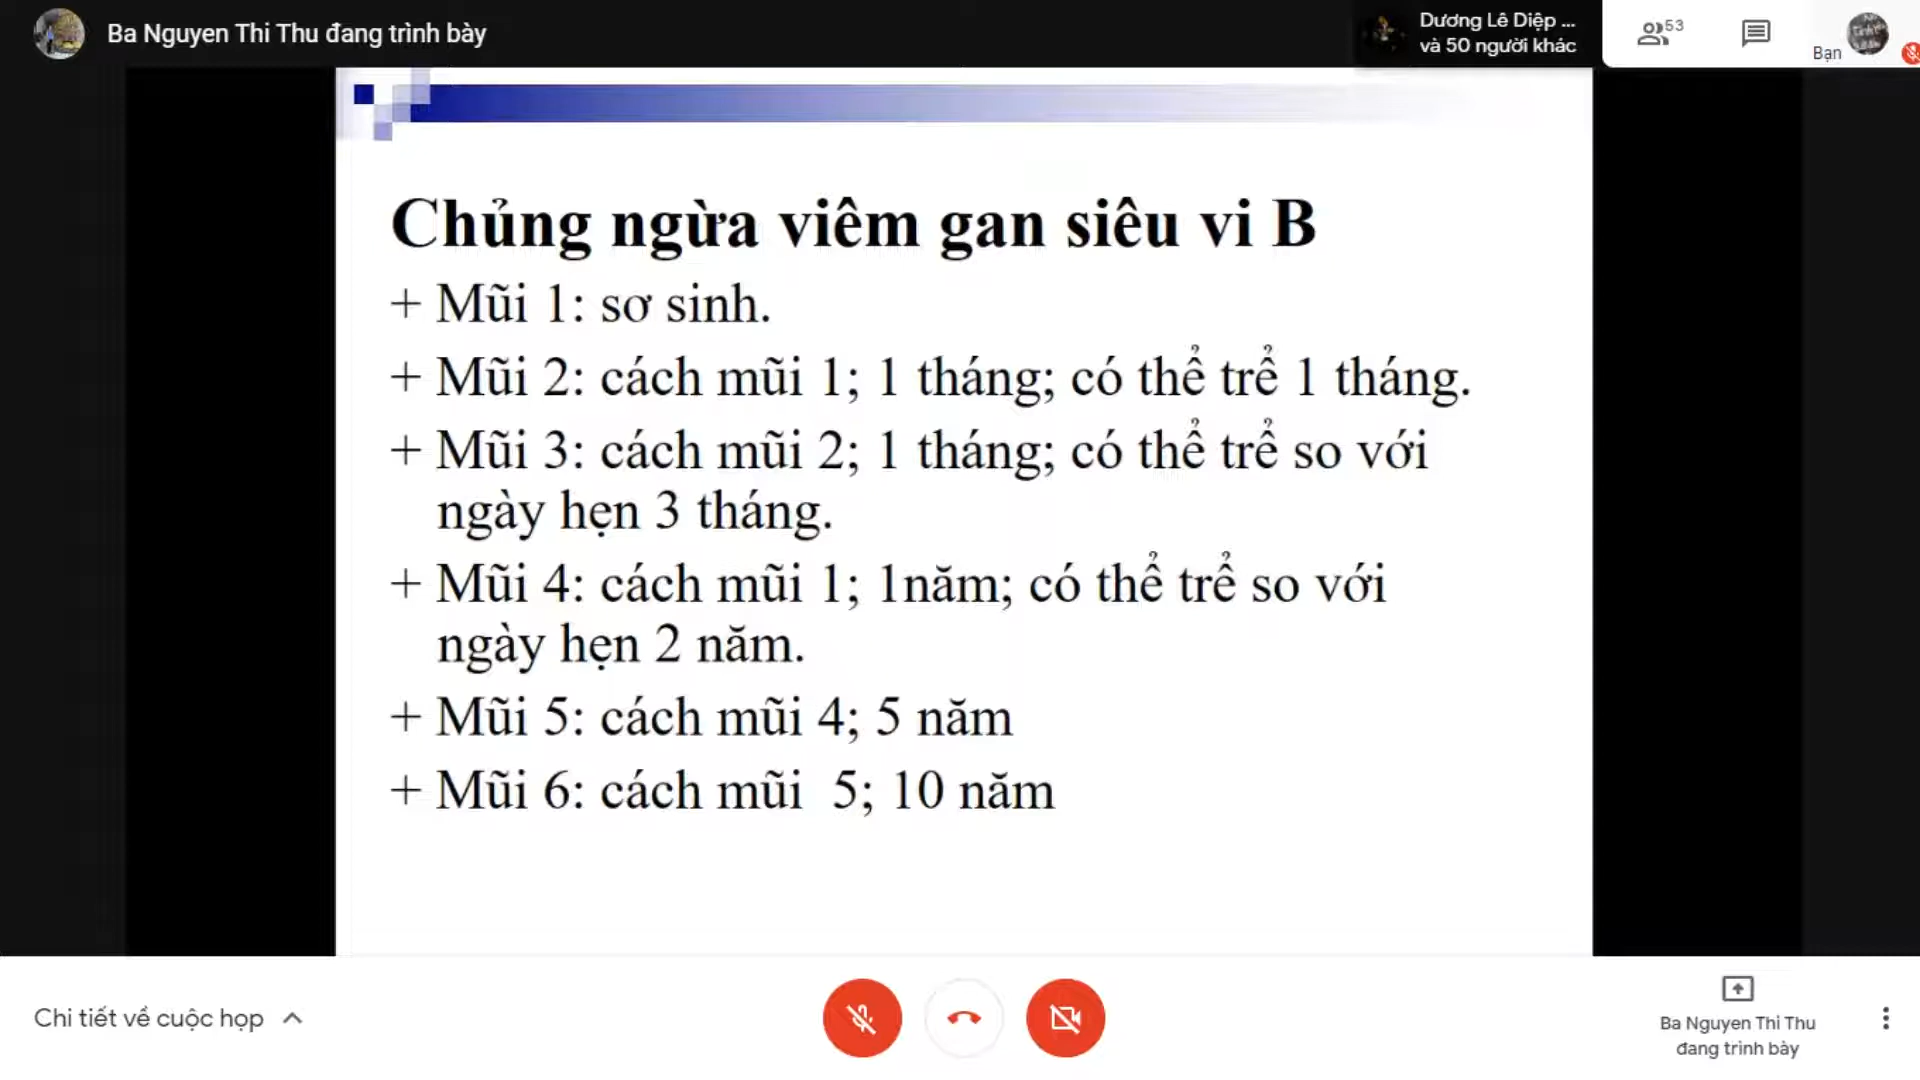 Ba Nguyen Thi Thu đang trình bày
Dương Lê Diệp ...
và 50 người khác
53
Bạn
Chủng ngừa viêm gan siêu vi B
+ Mũi 1: sơ sinh.
+ Mũi 2: cách mũi 1; 1 tháng; có thể trể 1 tháng.
+ Mũi 3: cách mũi 2; 1 tháng; có thể trể so với
ngày hẹn 3 tháng.
+ Mũi 4: cách mũi 1; 1năm; có thể trể so với
ngày hẹn 2 năm.
+ Mũi 5: cách mũi 4; 5 năm
+ Mũi 6: cách mũi  5; 10 năm
Chi tiết về cuộc họp
Ba Nguyen Thi Thu
đang trình bày